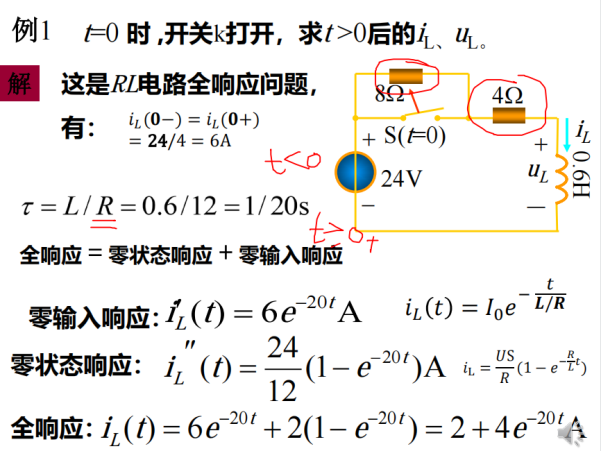 例1 t=0 时 ,开关k打开，求t >0后的iL、uL。
解 这是RL电路全响应问题，
有： iL(0−) = iL(0+)
= 24/4 = 6A
8Ω
4Ω
+ S(t=0)
24V
−
+
uL
−
iL
0.6H
t<0
t≥0+
τ = L / R = 0.6 / 12 = 1/ 20s
全响应 = 零状态响应 + 零输入响应
零输入响应: i′L (t) = 6e^−20t A iL(t) = I0e^−t/(L/R)
零状态响应： i″L (t) = 24/12 (1− e^−20t )A iL = US/R (1 − e^−(R/L)t)
全响应: iL(t) = 6e^−20t + 2(1− e^−20t ) = 2 + 4e^−20t A